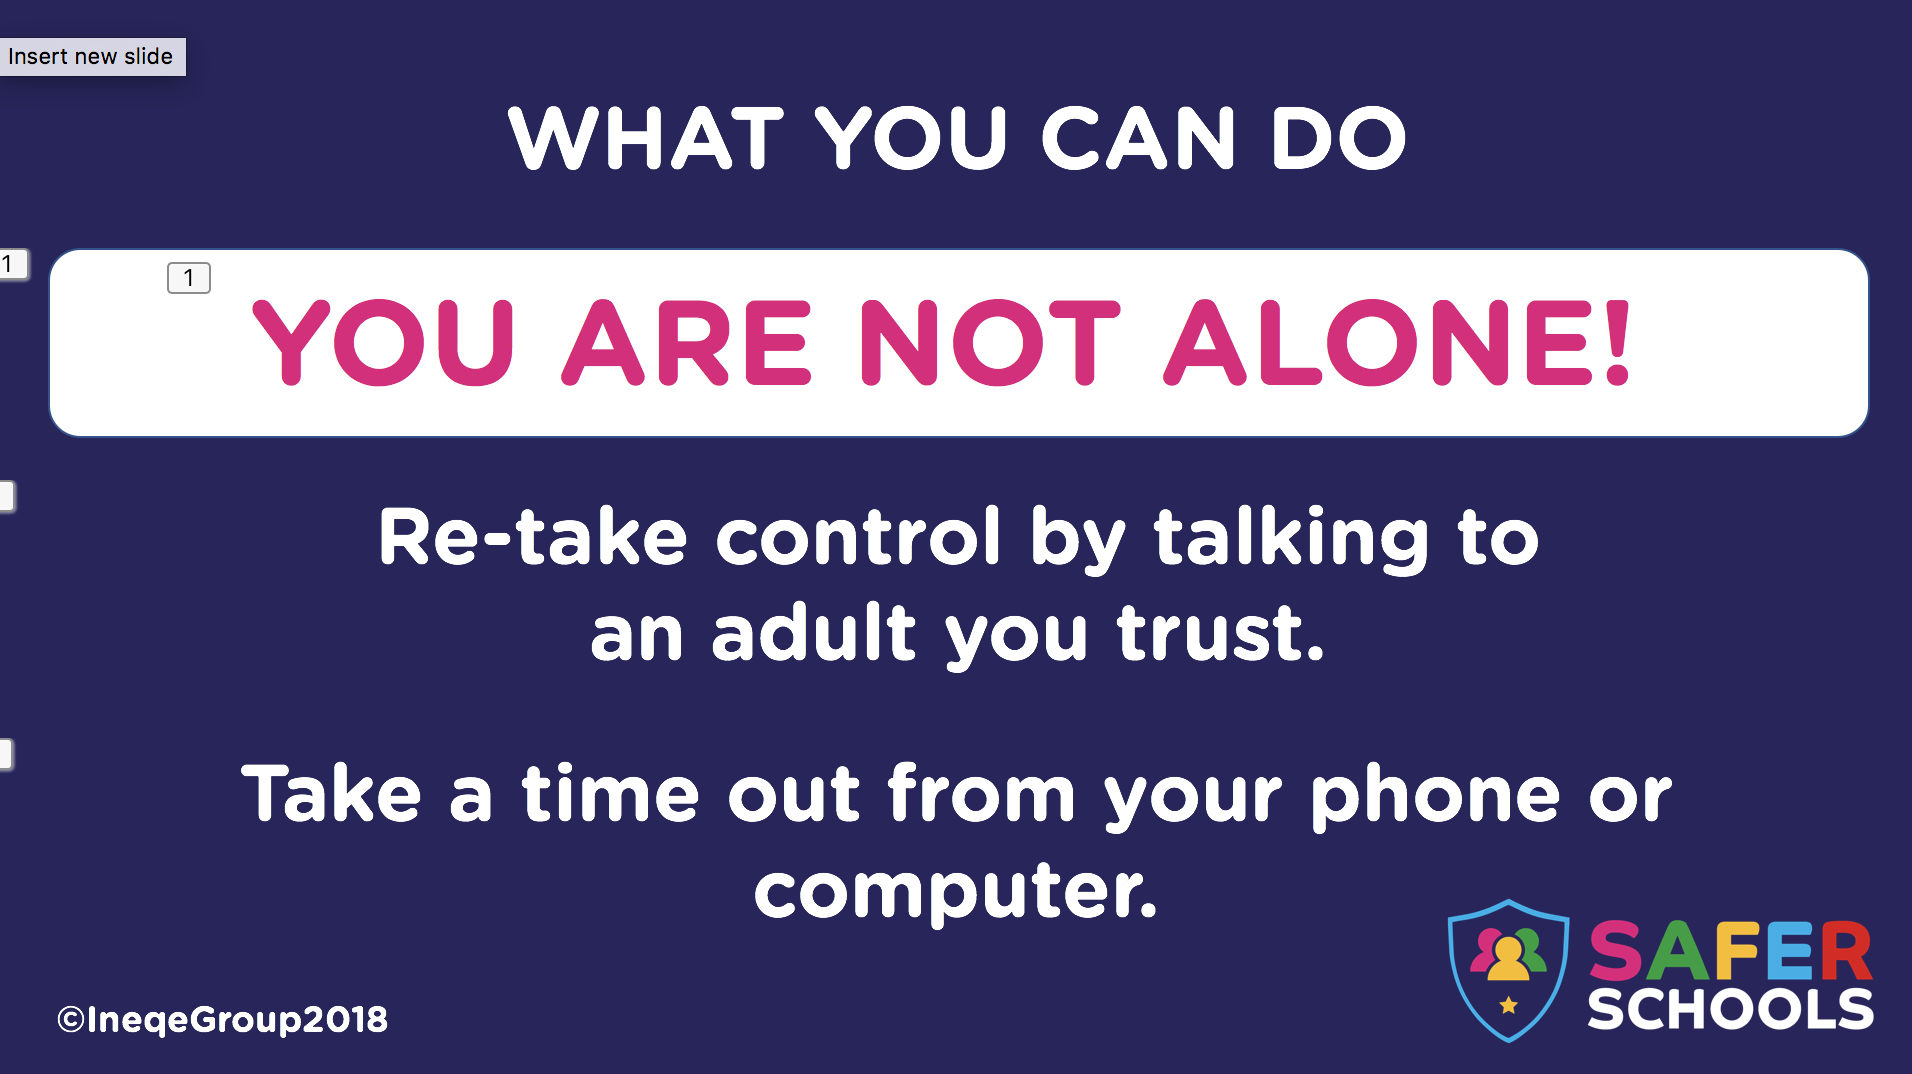 Insert new slide
WHAT YOU CAN DO
1
1
YOU ARE NOT ALONE!
Re-take control by talking to
an adult you trust.
Take a time out from your phone or
computer.
SAFER
SCHOOLS
©IneqeGroup2018